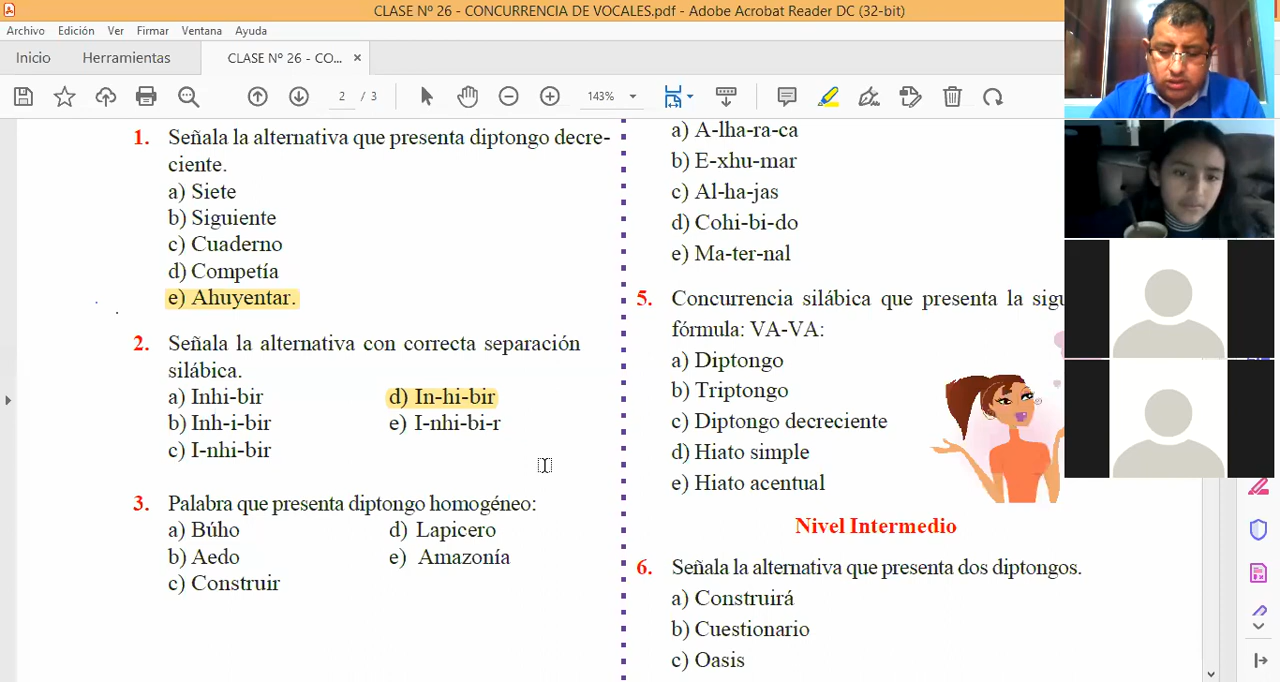 CLASE Nº 26 - CONCURRENCIA DE VOCALES.pdf - Adobe Acrobat Reader DC (32-bit)
Archivo Edición Ver Firmar Ventana Ayuda
Inicio Herramientas CLASE Nº 26 - CO... ×
2 / 3 143%
1. Señala la alternativa que presenta diptongo decre-
ciente.
a) Siete
b) Siguiente
c) Cuaderno
d) Competía
e) Ahuyentar.
2. Señala la alternativa con correcta separación
silábica.
a) Inhi-bir d) In-hi-bir
b) Inh-i-bir e) I-nhi-bi-r
c) I-nhi-bir
3. Palabra que presenta diptongo homogéneo:
a) Búho d) Lapicero
b) Aedo e) Amazonía
c) Construir
a) A-lha-ra-ca
b) E-xhu-mar
c) Al-ha-jas
d) Cohi-bi-do
e) Ma-ter-nal
5. Concurrencia silábica que presenta la sigu
fórmula: VA-VA:
a) Diptongo
b) Triptongo
c) Diptongo decreciente
d) Hiato simple
e) Hiato acentual
Nivel Intermedio
6. Señala la alternativa que presenta dos diptongos.
a) Construirá
b) Cuestionario
c) Oasis